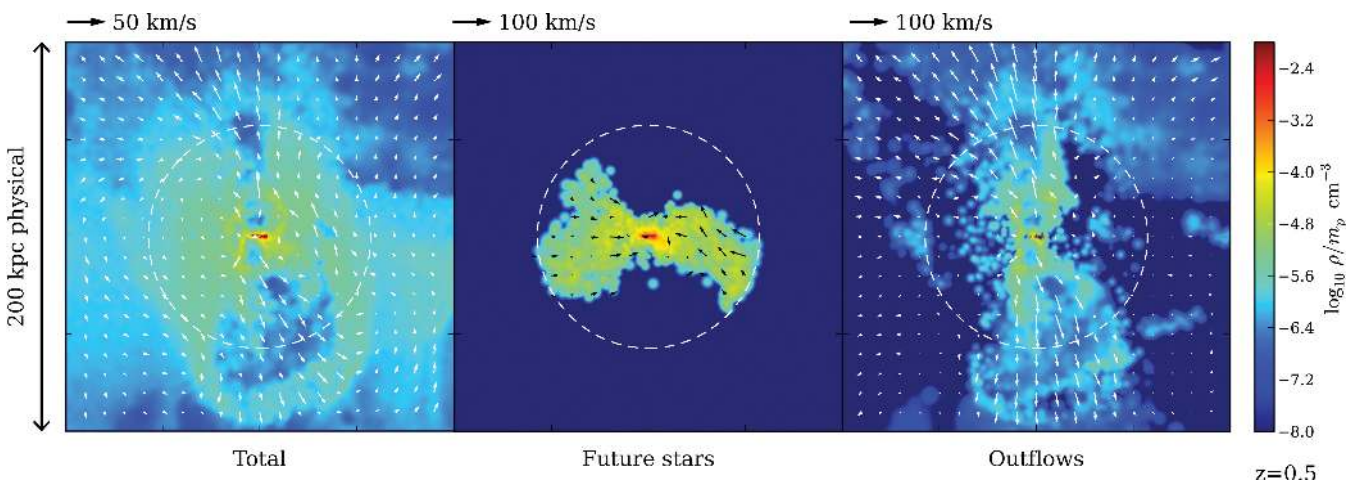 50 km/s
100 km/s
100 km/s
200 kpc physical
Total
Future stars
Outflows
−2.4
−3.2
−4.0
−4.8
−5.6
−6.4
−7.2
−8.0
log₁₀ ρ/mₚ cm⁻³
z=0.5